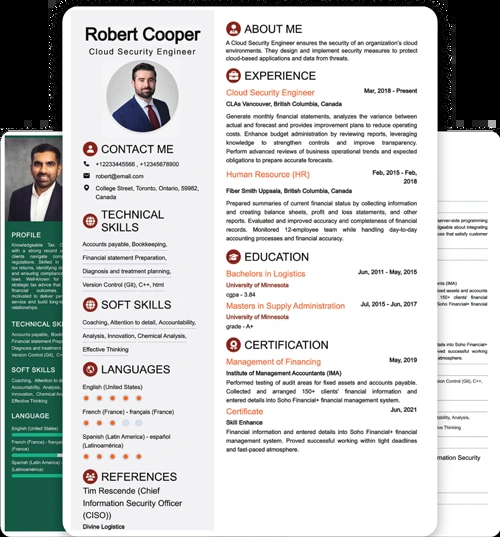 Robert Cooper
Cloud Security Engineer
CONTACT ME
+12233445566 , +12345678900
robert@email.com
College Street, Toronto, Ontario, 59982,
Canada
TECHNICAL
SKILLS
Accounts payable, Bookkeeping,
Financial statement Preparation,
Diagnosis and treatment planning,
Version Control (Git), C++, html
SOFT SKILLS
Coaching, Attention to detail, Accountability,
Analysis, Innovation, Chemical Analysis,
Effective Thinking
LANGUAGES
English (United States)
French (France) - français (France)
Spanish (Latin America) - español
(Latinoamérica)
REFERENCES
Tim Rescende (Chief
Information Security Officer
(CISO))
Divine Logistics
ABOUT ME
A Cloud Security Engineer ensures the security of an organization's cloud
environments. They design and implement security measures to protect
cloud-based applications and data from threats.
EXPERIENCE
Cloud Security Engineer Mar, 2018 - Present
CLAs Vancouver, British Columbia, Canada
Generate monthly financial statements, analyzes the variance between
actual and forecast and provides improvement plans to reduce operating
costs. Enhance budget administration by reviewing reports, leveraging
knowledge to strengthen controls and improve transparency.
Perform advanced reviews of business operational trends and expected
obligations to prepare accurate forecasts.
Human Resource (HR) Feb, 2015 - Feb,
2018
Fiber Smith Uppsala, British Columbia, Canada
Prepared summaries of current financial status by collecting information
and creating balance sheets, profit and loss statements, and other
reports. Evaluated and improved accuracy and completeness of financial
records. Monitored 12-employee team while handling day-to-day
accounting processes and financial accuracy.
EDUCATION
Bachelors in Logistics Jun, 2011 - May, 2015
University of Minnesota
cgpa - 3.84
Masters in Supply Administration Jul, 2015 - Jun, 2017
University of Minnesota
grade - A+
CERTIFICATION
Management of Financing May, 2019
Institute of Management Accountants (IMA)
Performed testing of audit areas for fixed assets and accounts payable.
Collected and arranged 150+ clients' financial information and
entered details into Soho Financial+ financial management system.
Certificate Jun, 2021
Skill Enhance
Financial information and entered details into Soho Financial+ financial
management system. Proved successful working within tight deadlines
and fast-paced atmosphere.
PROFILE
Knowledgeable Tax
with a strong record
clients navigate comp
regulations. Skilled in
tax returns, identifying
and ensuring compliance
laws. Well-known for
strategic tax advice that
financial outcomes
motivated to deliver per
service and build long-
relationships.
TECHNICAL SKILL
Accounts payable, Book
Financial statement Prepa
Version Control (Git), C++
SOFT SKILLS
Coaching, Attention to det
Accountability, Analysis,
Innovation, Chemical Ana
Effective Thinking
LANGUAGE
English (United States)
French (France) - français
(France)
Spanish (Latin America) -
(Latinoamérica)
server-side programming
dgeable about integrating
ces that satisfy customer
ts (IMA)
ed assets and accounts
150+ clients' financial
ho Financial+ financial
ails into Soho Financial+
oved successful working
mosphere.
sion Control (Git), C++,
tability, Analysis,
Effective Thinking
nformation Security